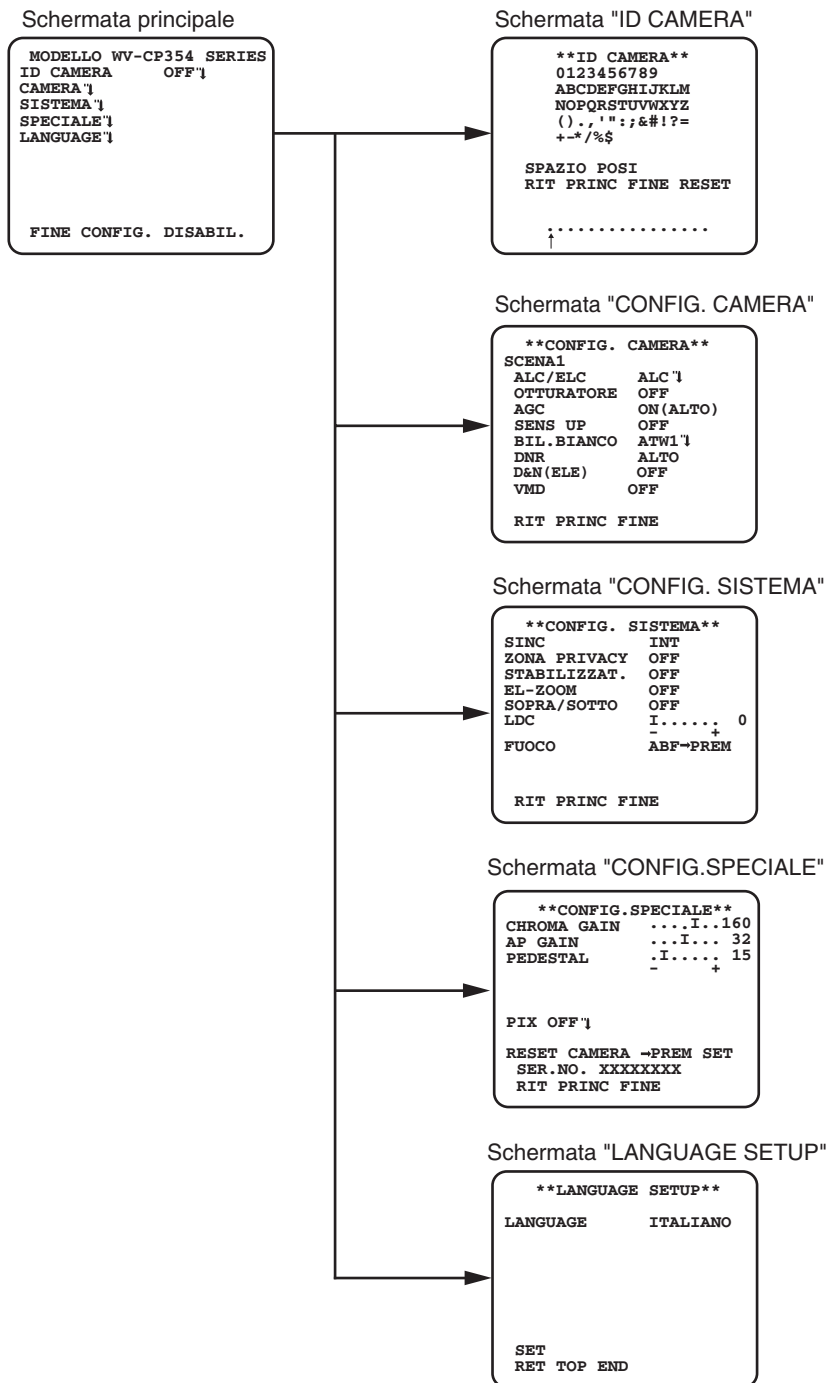 Schermata principale
MODELLO WV-CP354 SERIES
ID CAMERA OFF
CAMERA
SISTEMA
SPECIALE
LANGUAGE
FINE CONFIG. DISABIL.
Schermata "ID CAMERA"
**ID CAMERA**
0123456789
ABCDEFGHIJKLM
NOPQRSTUVWXYZ
().,'":;&#!?=
+-*/%$
SPAZIO POSI
RIT PRINC FINE RESET
................
↑
Schermata "CONFIG. CAMERA"
**CONFIG. CAMERA**
SCENA1
ALC/ELC ALC
OTTURATORE OFF
AGC ON(ALTO)
SENS UP OFF
BIL.BIANCO ATW1
DNR ALTO
D&N(ELE) OFF
VMD OFF
RIT PRINC FINE
Schermata "CONFIG. SISTEMA"
**CONFIG. SISTEMA**
SINC INT
ZONA PRIVACY OFF
STABILIZZAT. OFF
EL-ZOOM OFF
SOPRA/SOTTO OFF
LDC I...... 0
- +
FUOCO ABF→PREM
RIT PRINC FINE
Schermata "CONFIG.SPECIALE"
**CONFIG.SPECIALE**
CHROMA GAIN ....I..160
AP GAIN ...I... 32
PEDESTAL .I..... 15
- +
PIX OFF
RESET CAMERA →PREM SET
SER.NO. XXXXXXXX
RIT PRINC FINE
Schermata "LANGUAGE SETUP"
**LANGUAGE SETUP**
LANGUAGE ITALIANO
SET
RET TOP END